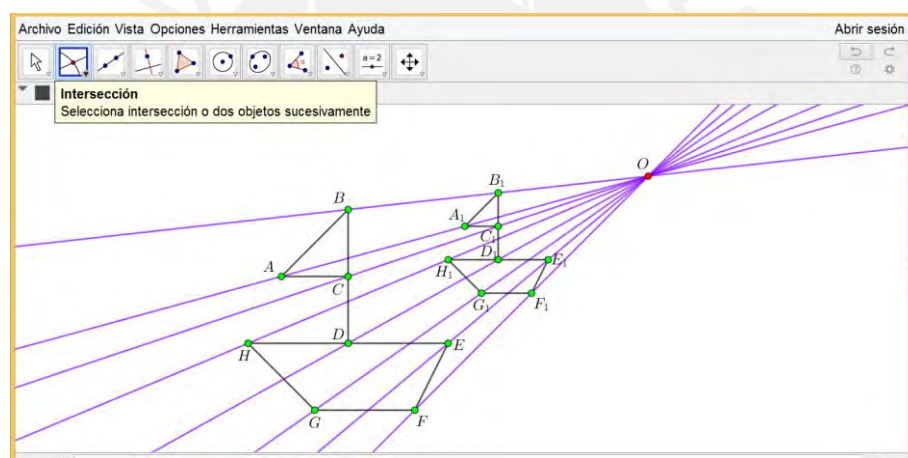 Archivo Edición Vista Opciones Herramientas Ventana Ayuda Abrir sesión
a=2
Intersección
Selecciona intersección o dos objetos sucesivamente
O
B
B₁
A₁
C₁
A
C
D₁
E₁
H₁
G₁
F₁
D
H
E
G
F